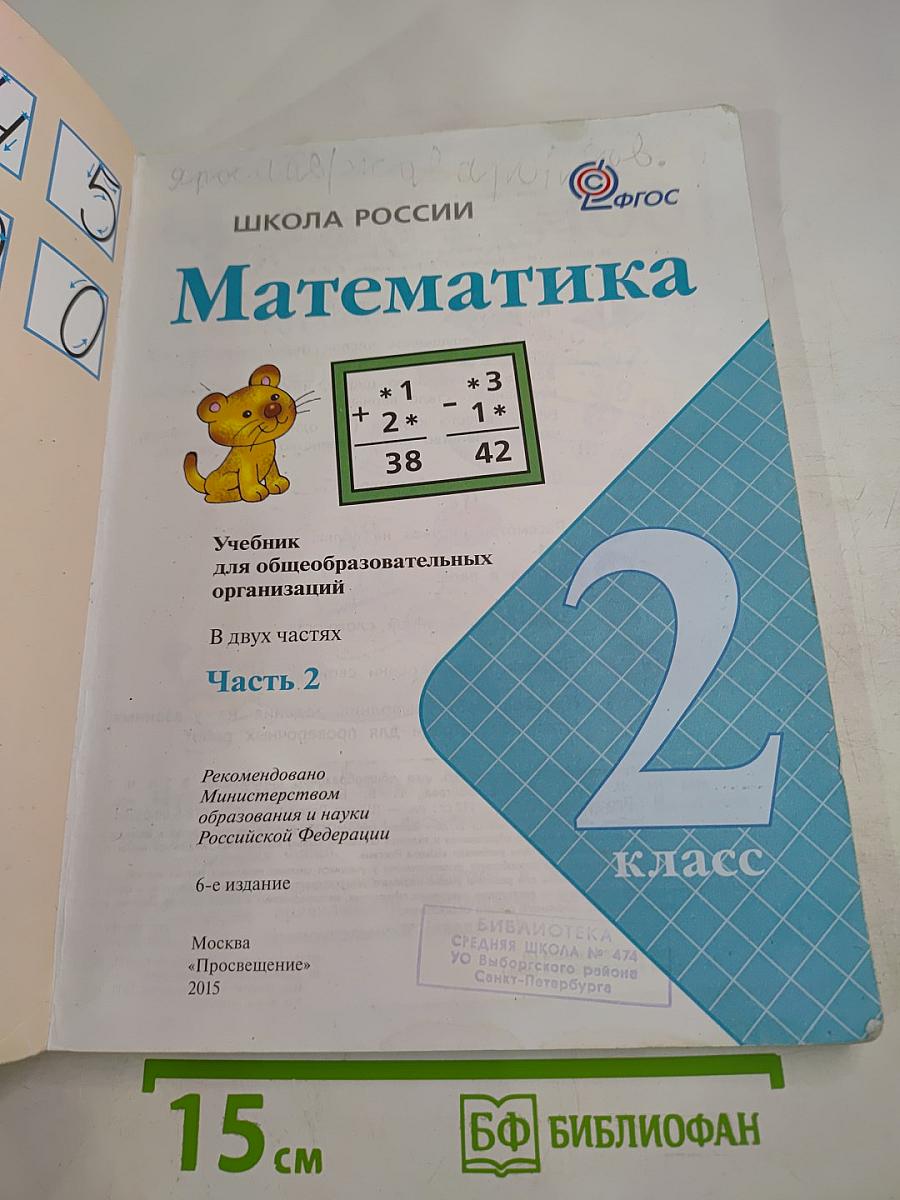 5
0
ШКОЛА РОССИИ
ФГОС
Математика
* 1
+
2 *
38
* 3
–
1 *
42
Учебник
для общеобразовательных
организаций
В двух частях
Часть 2
2
класс
Рекомендовано
Министерством
образования и науки
Российской Федерации
6-е издание
Москва
«Просвещение»
2015
БИБЛИОТЕКА
СРЕДНЯЯ ШКОЛА № 474
УО Выборгского района
Санкт-Петербурга
15 см
БФ БИБЛИОФАН